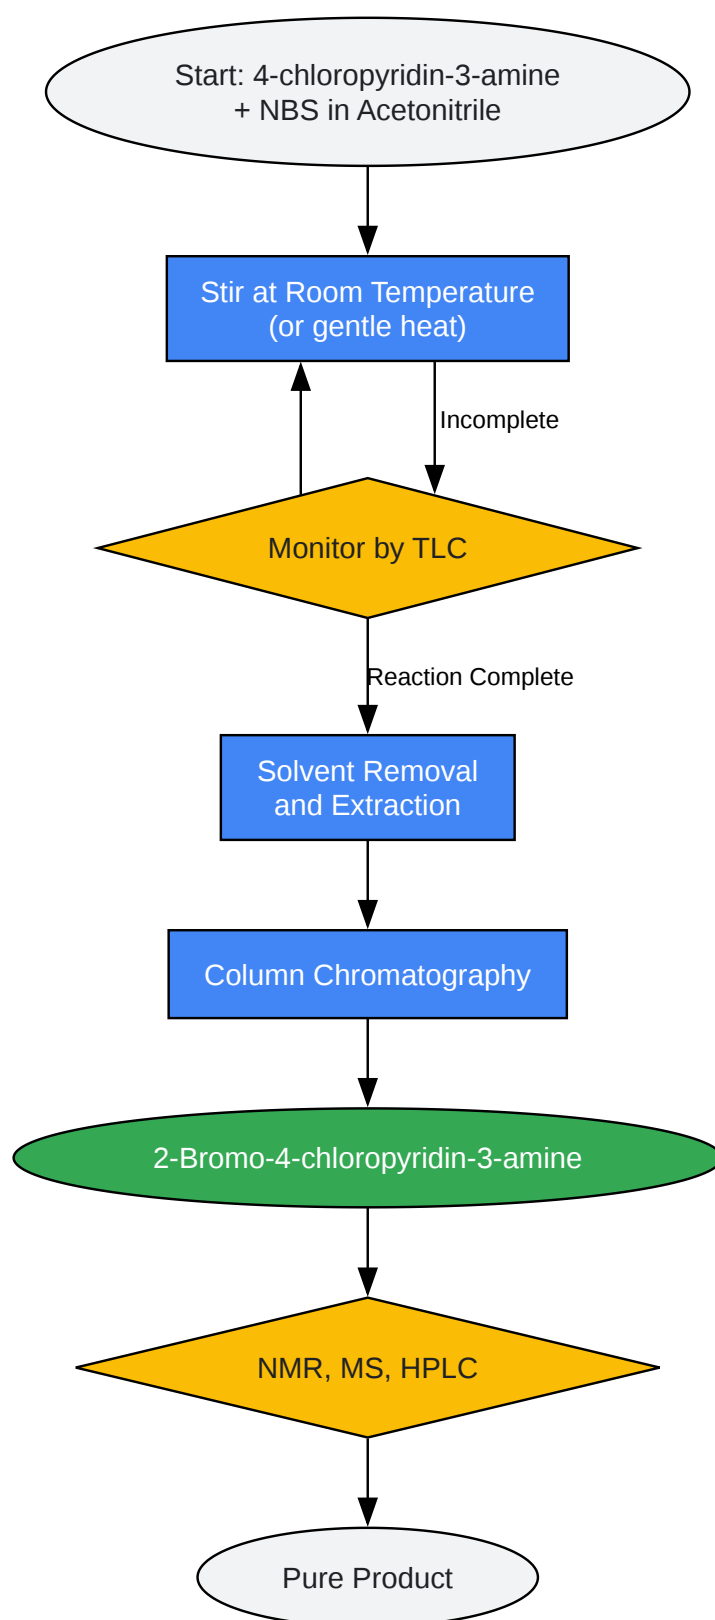 Start: 4-chloropyridin-3-amine
+ NBS in Acetonitrile
Stir at Room Temperature
(or gentle heat)
Incomplete
Monitor by TLC
Reaction Complete
Solvent Removal
and Extraction
Column Chromatography
2-Bromo-4-chloropyridin-3-amine
NMR, MS, HPLC
Pure Product